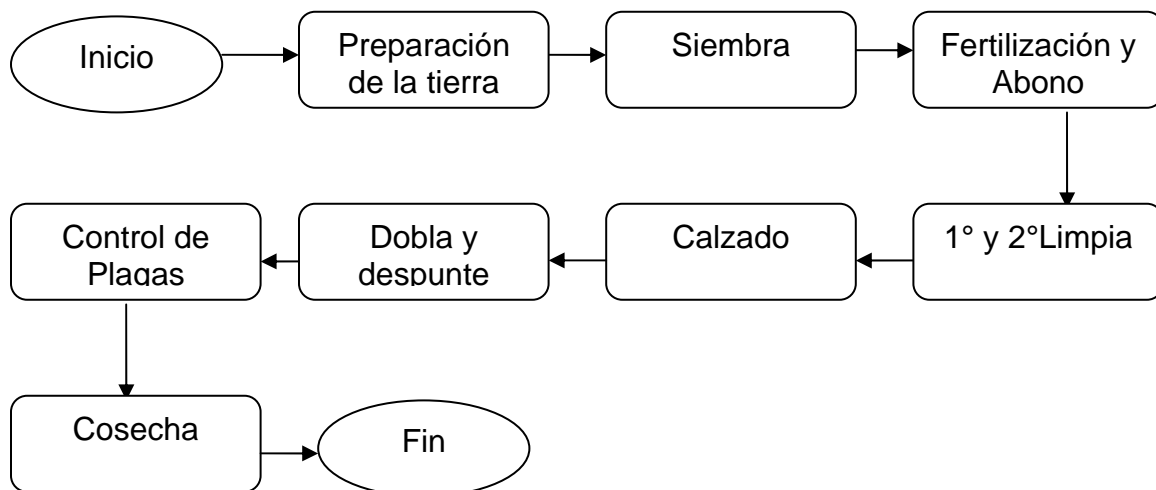 Inicio
Preparación
de la tierra
Siembra
Fertilización y
Abono
1° y 2°Limpia
Calzado
Dobla y
despunte
Control de
Plagas
Cosecha
Fin